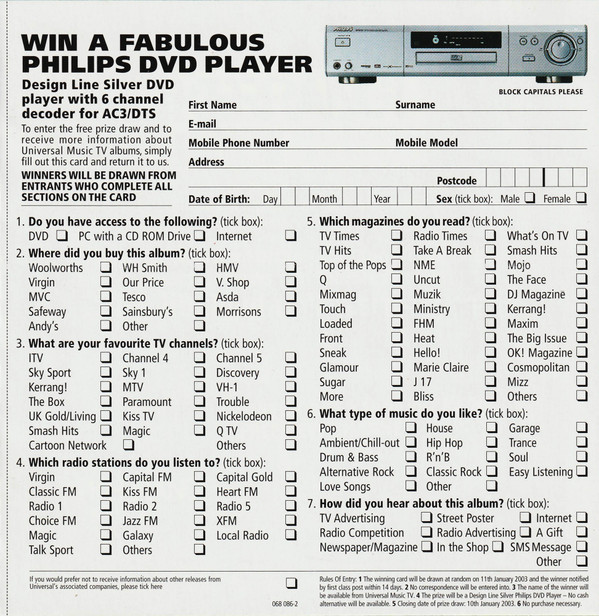 WIN A FABULOUS
PHILIPS DVD PLAYER
Design Line Silver DVD
player with 6 channel
decoder for AC3/DTS
To enter the free prize draw and to
receive more information about
Universal Music TV albums, simply
fill out this card and return it to us.
WINNERS WILL BE DRAWN FROM
ENTRANTS WHO COMPLETE ALL
SECTIONS ON THE CARD
BLOCK CAPITALS PLEASE
First Name Surname
E-mail
Mobile Phone Number Mobile Model
Address
Postcode
Date of Birth: Day Month Year Sex (tick box): Male Female
1. Do you have access to the following? (tick box):
DVD PC with a CD ROM Drive Internet
2. Where did you buy this album? (tick box):
Woolworths WH Smith HMV
Virgin Our Price V. Shop
MVC Tesco Asda
Safeway Sainsbury's Morrisons
Andy's Other
3. What are your favourite TV channels? (tick box):
ITV Channel 4 Channel 5
Sky Sport Sky 1 Discovery
Kerrang! MTV VH-1
The Box Paramount Trouble
UK Gold/Living Kiss TV Nickelodeon
Smash Hits Magic Q TV
Cartoon Network Others
4. Which radio stations do you listen to? (tick box):
Virgin Capital FM Capital Gold
Classic FM Kiss FM Heart FM
Radio 1 Radio 2 Radio 5
Choice FM Jazz FM XFM
Magic Galaxy Local Radio
Talk Sport Others
5. Which magazines do you read? (tick box):
TV Times Radio Times What's On TV
TV Hits Take A Break Smash Hits
Top of the Pops NME Mojo
Q Uncut The Face
Mixmag Muzik DJ Magazine
Touch Ministry Kerrang!
Loaded FHM Maxim
Front Heat The Big Issue
Sneak Hello! OK! Magazine
Glamour Marie Claire Cosmopolitan
Sugar J 17 Mizz
More Bliss Others
6. What type of music do you like? (tick box):
Pop House Garage
Ambient/Chill-out Hip Hop Trance
Drum & Bass R'n'B Soul
Alternative Rock Classic Rock Easy Listening
Love Songs Other
7. How did you hear about this album? (tick box):
TV Advertising Street Poster Internet
Radio Competition Radio Advertising A Gift
Newspaper/Magazine In the Shop SMS Message
Other
If you would prefer not to receive information about other releases from
Universal's associated companies, please tick here
068 086-2
Rules Of Entry: 1 The winning card will be drawn at random on 11th January 2003 and the winner notified
by first class post within 14 days. 2 No correspondence will be entered into. 3 The name of the winner will
be available from Universal Music TV. 4 The prize will be a Design Line Silver Philips DVD Player – No cash
alternative will be available. 5 Closing date of prize draw: 10th January 2003. 6 No purchase necessary.